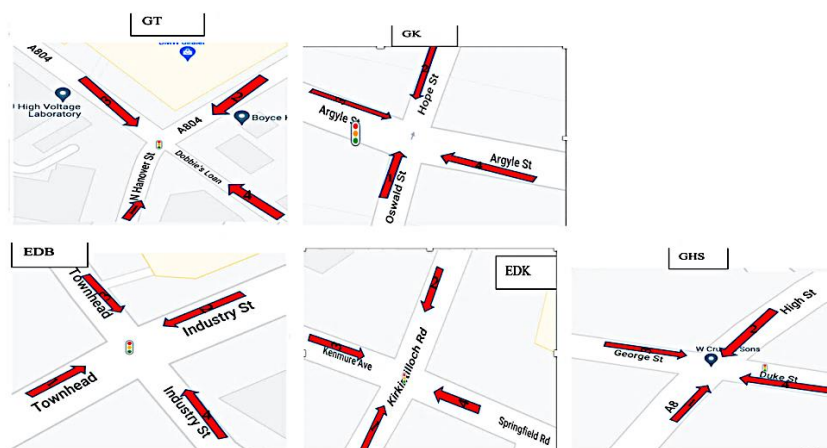 GT
A804
High Voltage
Laboratory
A804
Boyce
N Hanover St
Dobbie's Loan
GK
Hope St
Argyle St
Argyle St
Oswald St
EDB
Townhead
Industry St
Townhead
Industry St
EDK
Kenmure Ave
Kirkintilloch Rd
Springfield Rd
GHS
High St
George St
Duke St
A8